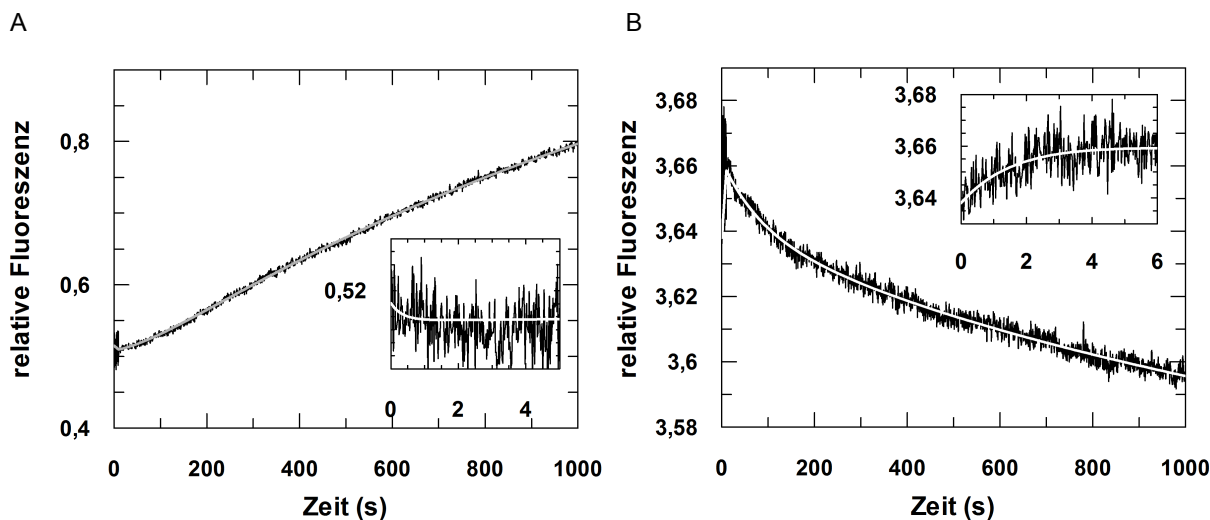 A
relative Fluoreszenz
0,8
0,6
0,4
0,52
0 2 4
0 200 400 600 800 1000
Zeit (s)
B
relative Fluoreszenz
3,68
3,66
3,64
3,62
3,6
3,58
3,68
3,66
3,64
0 2 4 6
0 200 400 600 800 1000
Zeit (s)